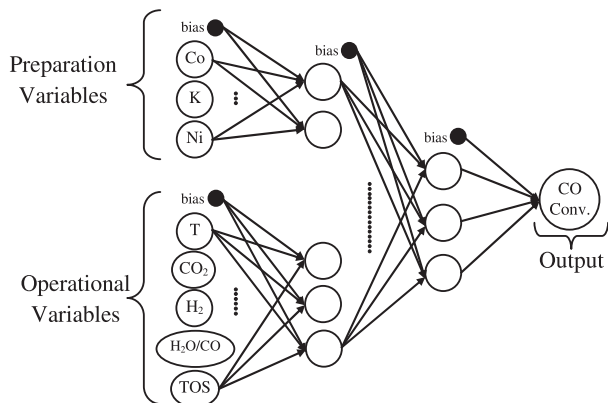 bias
Co
K
Ni
Preparation
Variables
bias
bias
CO
Conv.
Output
bias
T
CO₂
H₂
H₂O/CO
TOS
Operational
Variables